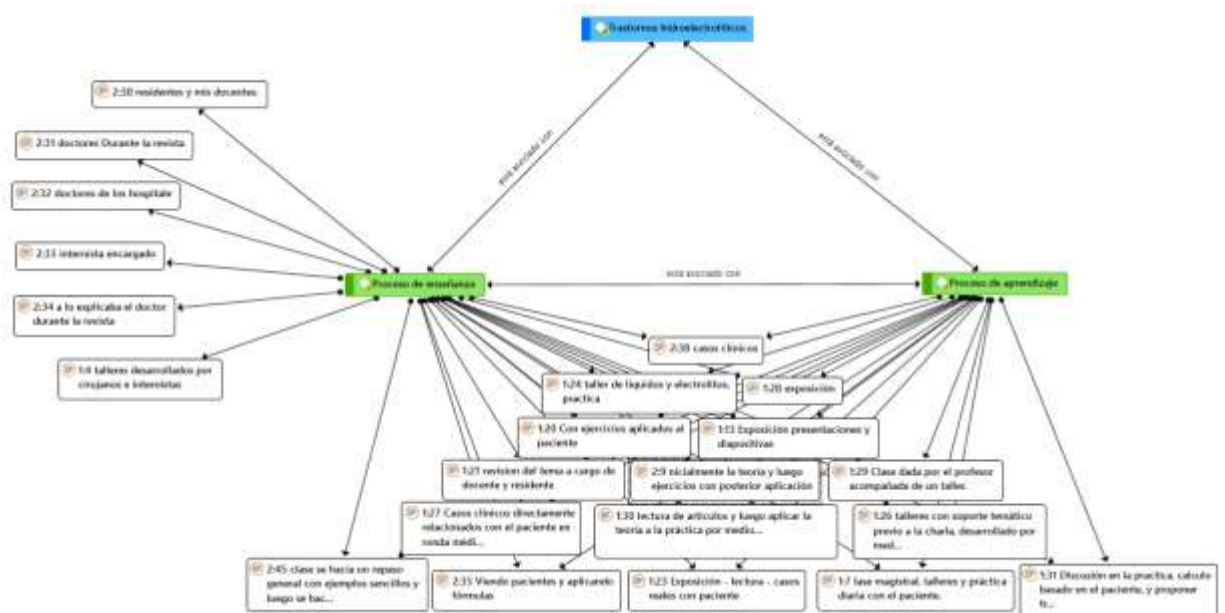 Trastornos hidroelectrolíticos
2:30 residentes y mis docentes.
2:31 doctores Durante la revista
está asociado con
está asociado con
2:32 doctores de los hospitale
2:33 internista encargado
está asociado con
Proceso de enseñanza
Proceso de aprendizaje
2:34 a lo explicaba el doctor
durante la revista
2:38 casos clínicos
1:4 talleres desarrollados por
cirujanos e internistas
1:24 taller de líquidos y electrolitos,
practica
1:28 exposición
1:20 Con ejercicios aplicados al
paciente
1:13 Exposición presentaciones y
diapositivas
1:21 revision del tema a cargo de
docente y residente
2:9 nicialmente la teoría y luego
ejercicios con posterior aplicación
1:29 Clase dada por el profesor
acompañada de un taller.
1:27 Casos clínicos directamente
relacionados con el paciente en
ronda médi...
1:30 lectura de artículos y luego aplicar la
teoría a la práctica por medio...
1:26 talleres con soporte temático
previo a la charla, desarrollado por
med...
2:45 clase se hacía un repaso
general con ejemplos sencillos y
luego se hac...
2:35 Viendo pacientes y aplicando
fórmulas
1:23 Exposición - lectura - casos
reales con paciente
1:7 lase magistral, talleres y práctica
diaria con el paciente.
1:31 Discusión en la practica, calculo
basado en el paciente, y proponer